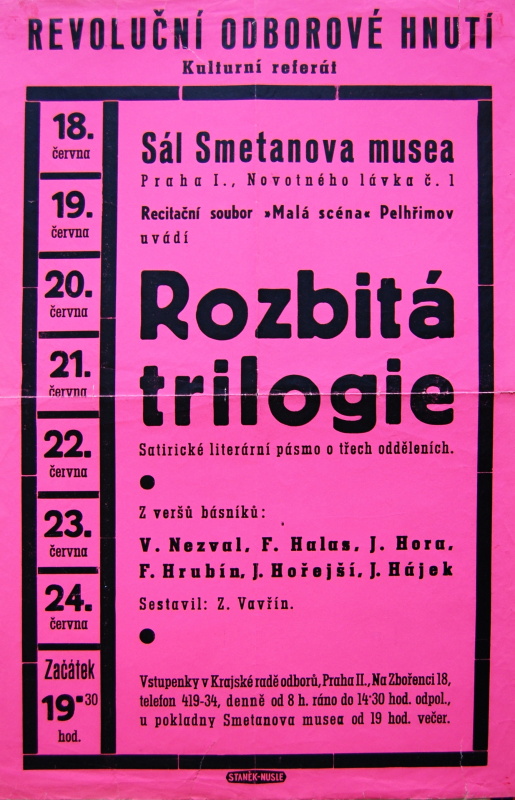 REVOLUČNÍ ODBOROVÉ HNUTÍ
Kulturní referát
18.
června
19.
června
20.
června
21.
června
22.
června
23.
června
24.
června
Začátek
19·30
hod.
Sál Smetanova musea
Praha I., Novotného lávka č. 1
Recitační soubor »Malá scéna« Pelhřimov
uvádí
Rozbitá
trilogie
Satirické literární pásmo o třech odděleních.
Z veršů básníků:
V. Nezval, F. Halas, J. Hora,
F. Hrubín, J. Hořejší, J. Hájek
Sestavil: Z. Vavřín.
Vstupenky v Krajské radě odborů, Praha II., Na Zbořenci 18,
telefon 419-34, denně od 8 h. ráno do 14·30 hod. odpol.,
u pokladny Smetanova musea od 19 hod. večer.
STANĚK-NUSLE